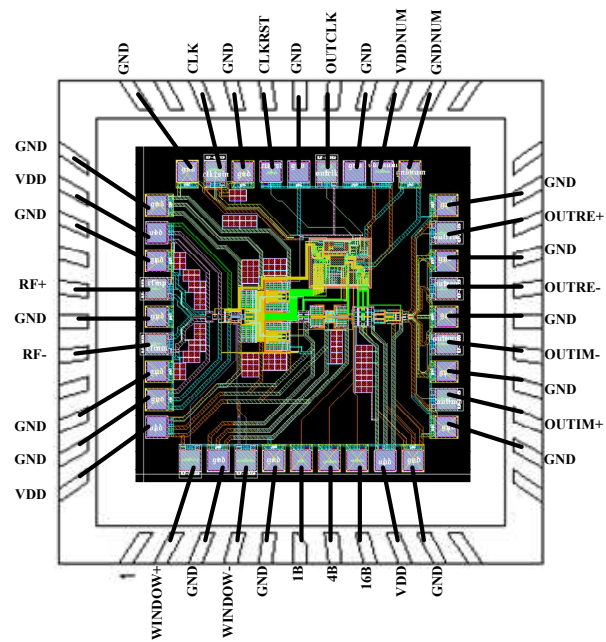 GND
CLK
GND
CLKRST
GND
OUTCLK
GND
VDDNUM
GNDNUM
GND
VDD
GND
RF+
GND
RF-
GND
GND
VDD
GND
OUTRE+
GND
OUTRE-
GND
OUTIM-
GND
OUTIM+
GND
WINDOW+
GND
WINDOW-
GND
1B
4B
16B
VDD
GND
1